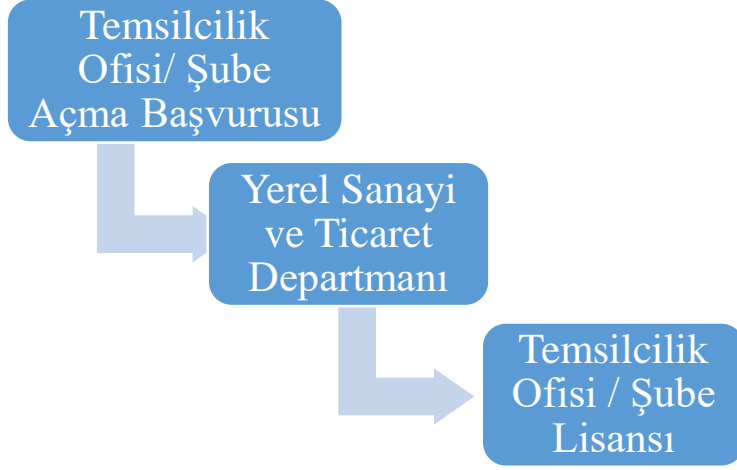 Temsilcilik
Ofisi/ Şube
Açma Başvurusu
Yerel Sanayi
ve Ticaret
Departmanı
Temsilcilik
Ofisi / Şube
Lisansı